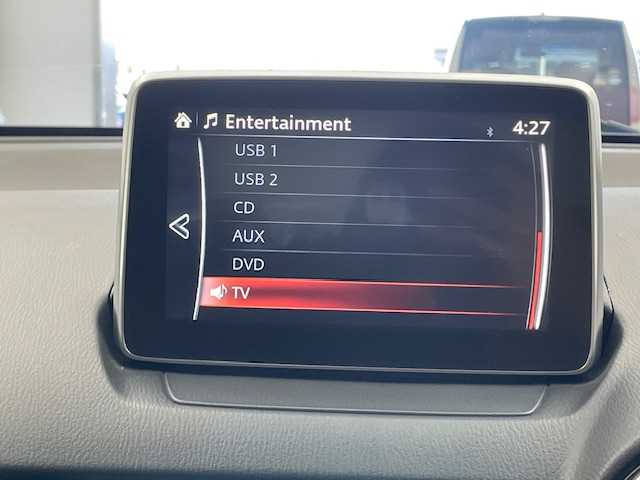 Entertainment 4:27
USB 1
USB 2
CD
AUX
DVD
TV